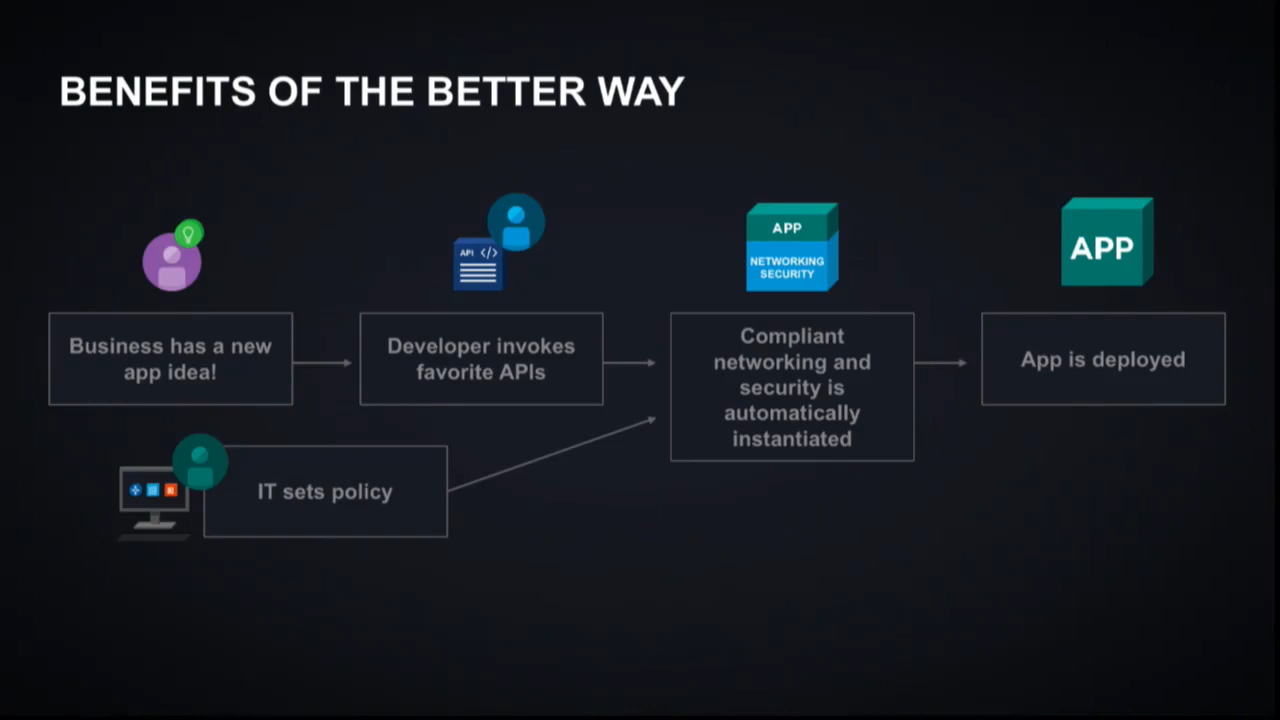 BENEFITS OF THE BETTER WAY
API </>
APP
NETWORKING
SECURITY
APP
Business has a new
app idea!
Developer invokes
favorite APIs
Compliant
networking and
security is
automatically
instantiated
App is deployed
IT sets policy